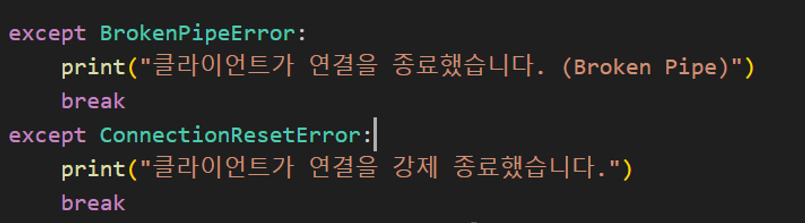 except BrokenPipeError:
    print("클라이언트가 연결을 종료했습니다. (Broken Pipe)")
    break
except ConnectionResetError:
    print("클라이언트가 연결을 강제 종료했습니다.")
    break